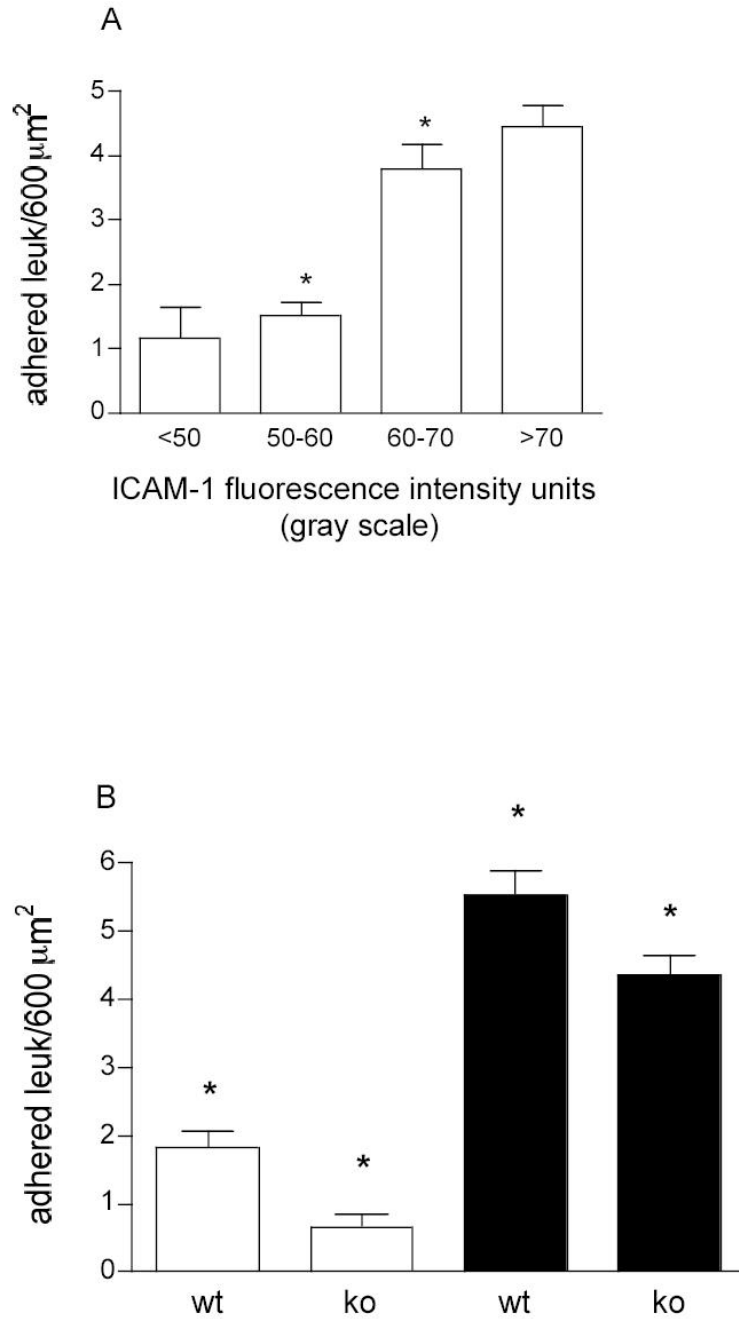 A
adhered leuk/600 μm²
5
4
3
2
1
0
*
*
<50 50-60 60-70 >70
ICAM-1 fluorescence intensity units
(gray scale)
B
adhered leuk/600 μm²
6
5
4
3
2
1
0
*
*
*
*
wt ko wt ko